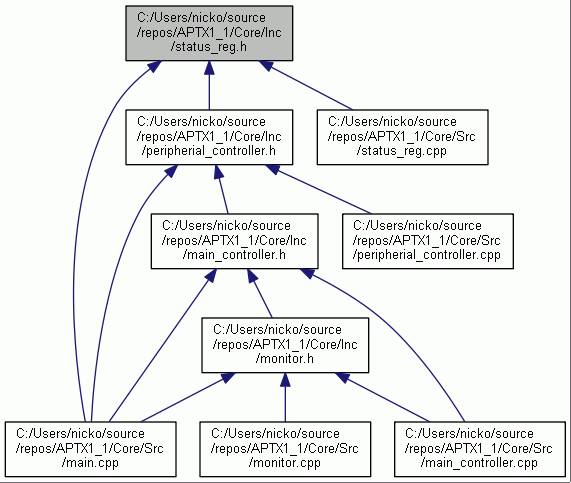 C:/Users/nicko/source
/repos/APTX1_1/Core/Inc
/status_reg.h
C:/Users/nicko/source
/repos/APTX1_1/Core/Inc
/peripherial_controller.h
C:/Users/nicko/source
/repos/APTX1_1/Core/Src
/status_reg.cpp
C:/Users/nicko/source
/repos/APTX1_1/Core/Inc
/main_controller.h
C:/Users/nicko/source
/repos/APTX1_1/Core/Src
/peripherial_controller.cpp
C:/Users/nicko/source
/repos/APTX1_1/Core/Inc
/monitor.h
C:/Users/nicko/source
/repos/APTX1_1/Core/Src
/main.cpp
C:/Users/nicko/source
/repos/APTX1_1/Core/Src
/monitor.cpp
C:/Users/nicko/source
/repos/APTX1_1/Core/Src
/main_controller.cpp